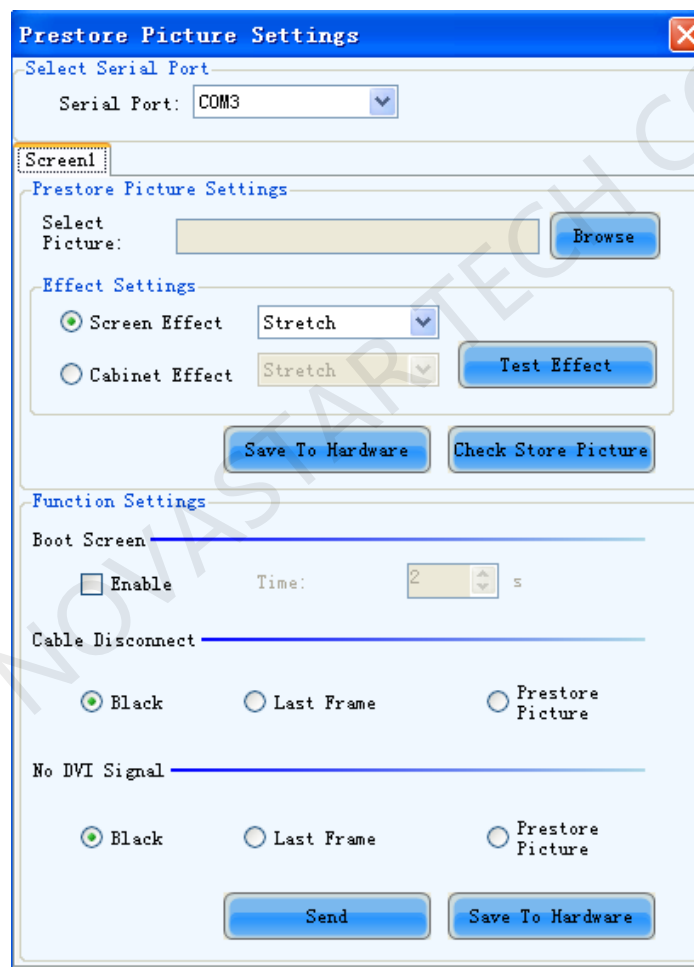 Prestore Picture Settings
Select Serial Port
Serial Port: COM3
Screen1
Prestore Picture Settings
Select
Picture:
Browse
Effect Settings
Screen Effect Stretch
Cabinet Effect Stretch
Test Effect
Save To Hardware Check Store Picture
Function Settings
Boot Screen
Enable Time: 2 s
Cable Disconnect
Black Last Frame Prestore
Picture
No DVI Signal
Black Last Frame Prestore
Picture
Send Save To Hardware
NOVASTAR TECH CO